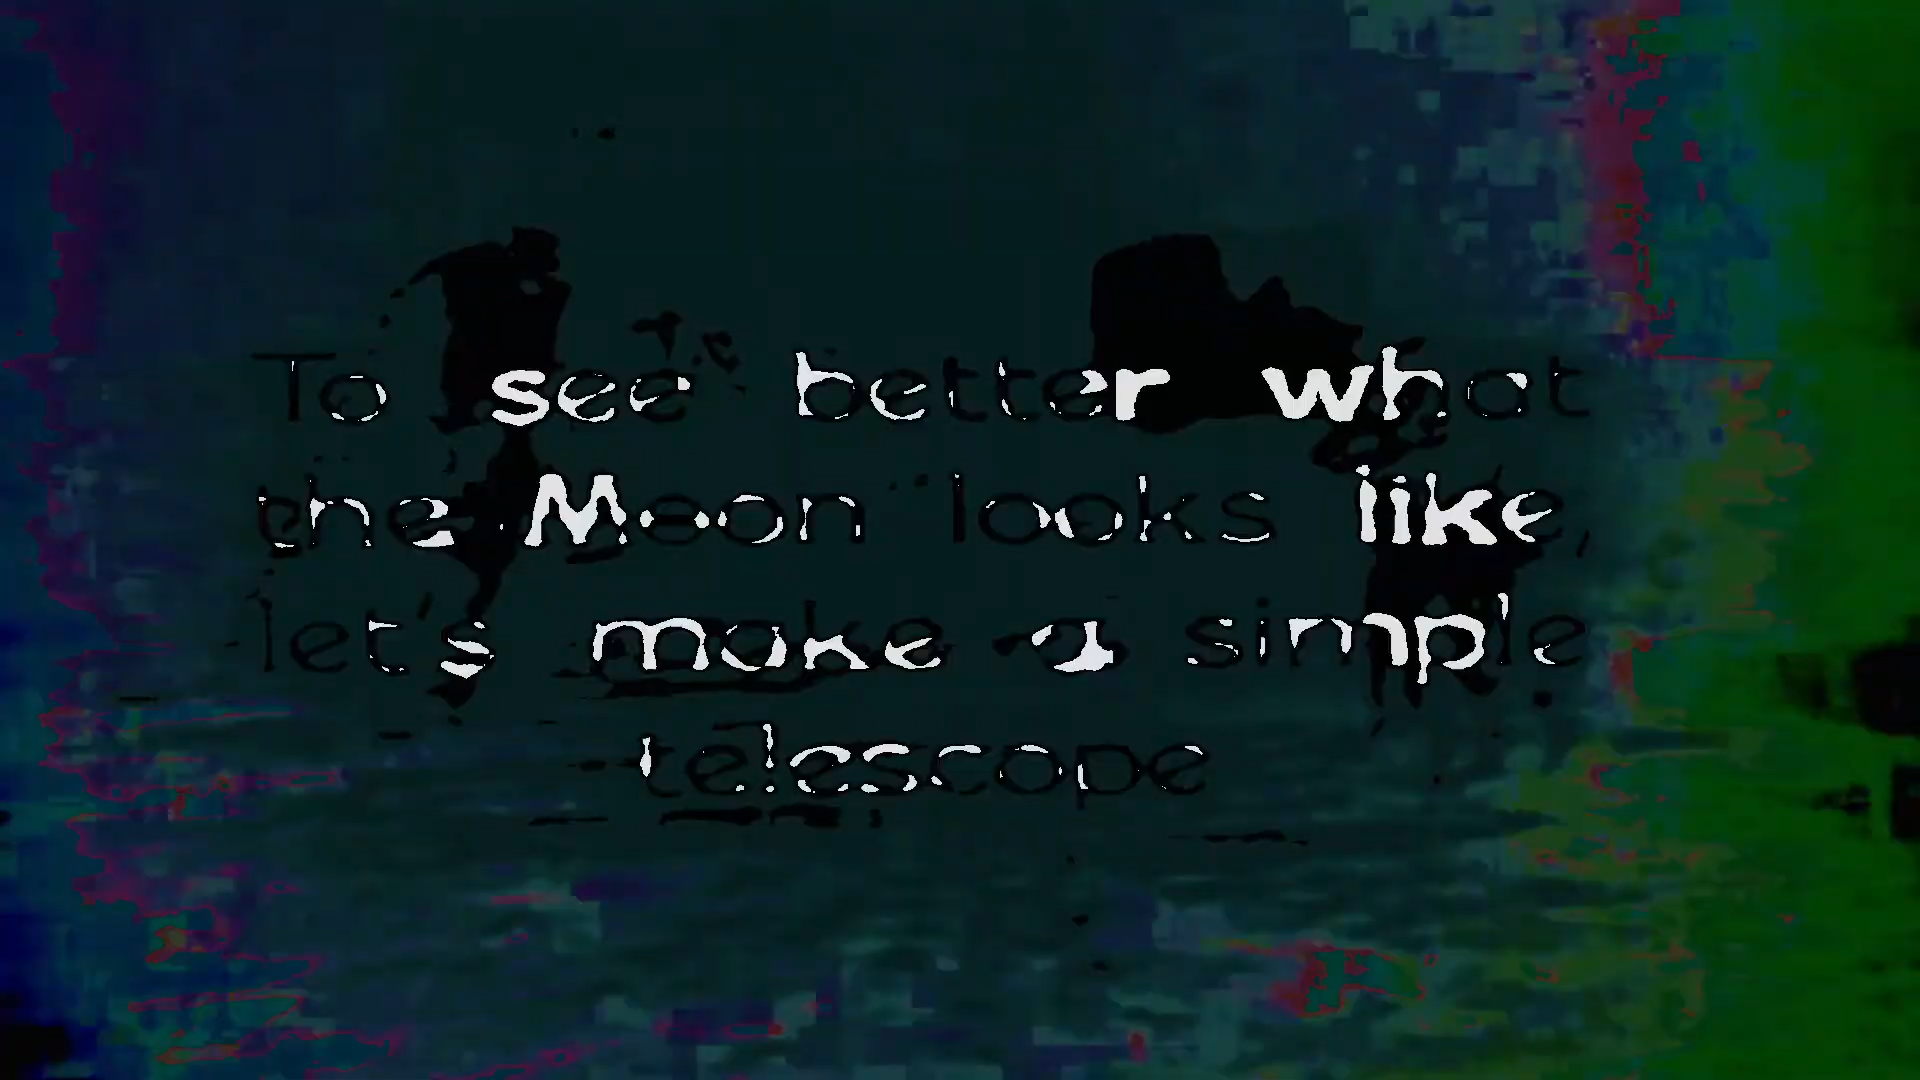 To see better what
the Moon looks like,
let's make a simple
telescope